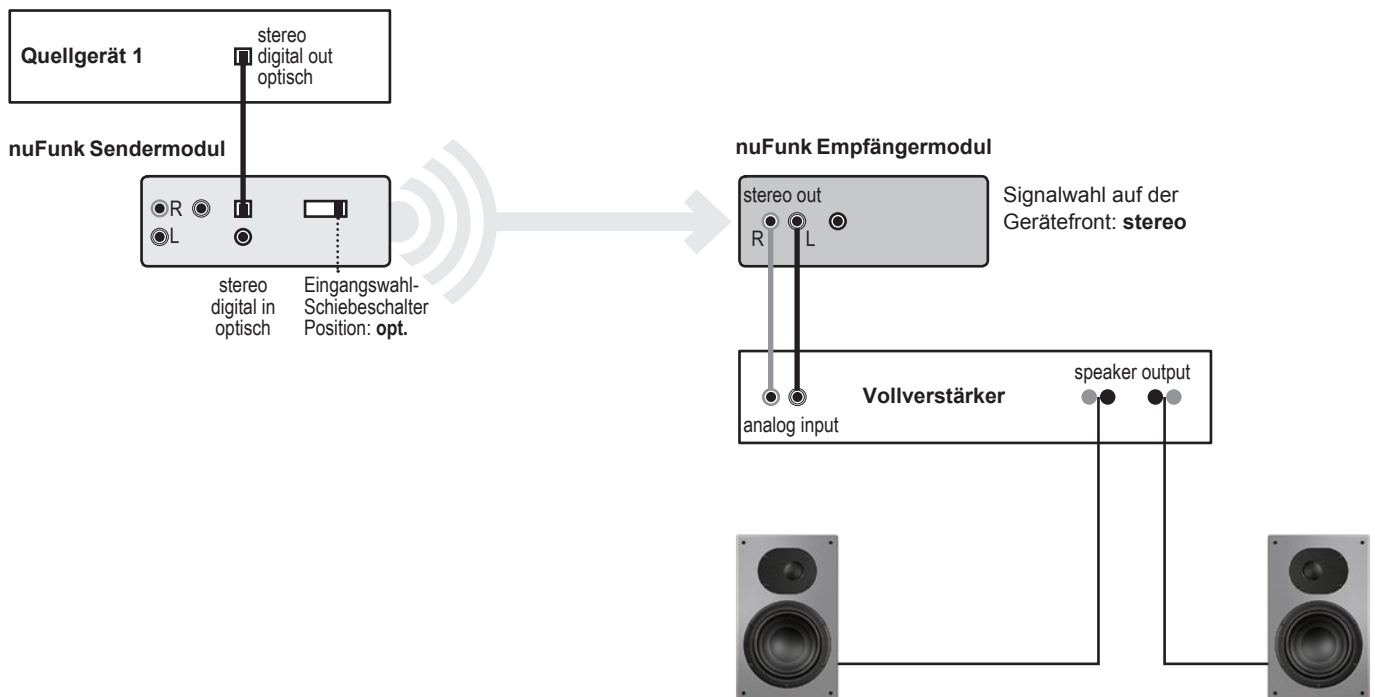 Quellgerät 1
stereo
digital out
optisch
nuFunk Sendermodul
R
L
stereo
digital in
optisch
Eingangswahl-
Schiebeschalter
Position: opt.
nuFunk Empfängermodul
stereo out
R L
Signalwahl auf der
Gerätefront: stereo
Vollverstärker
speaker output
analog input